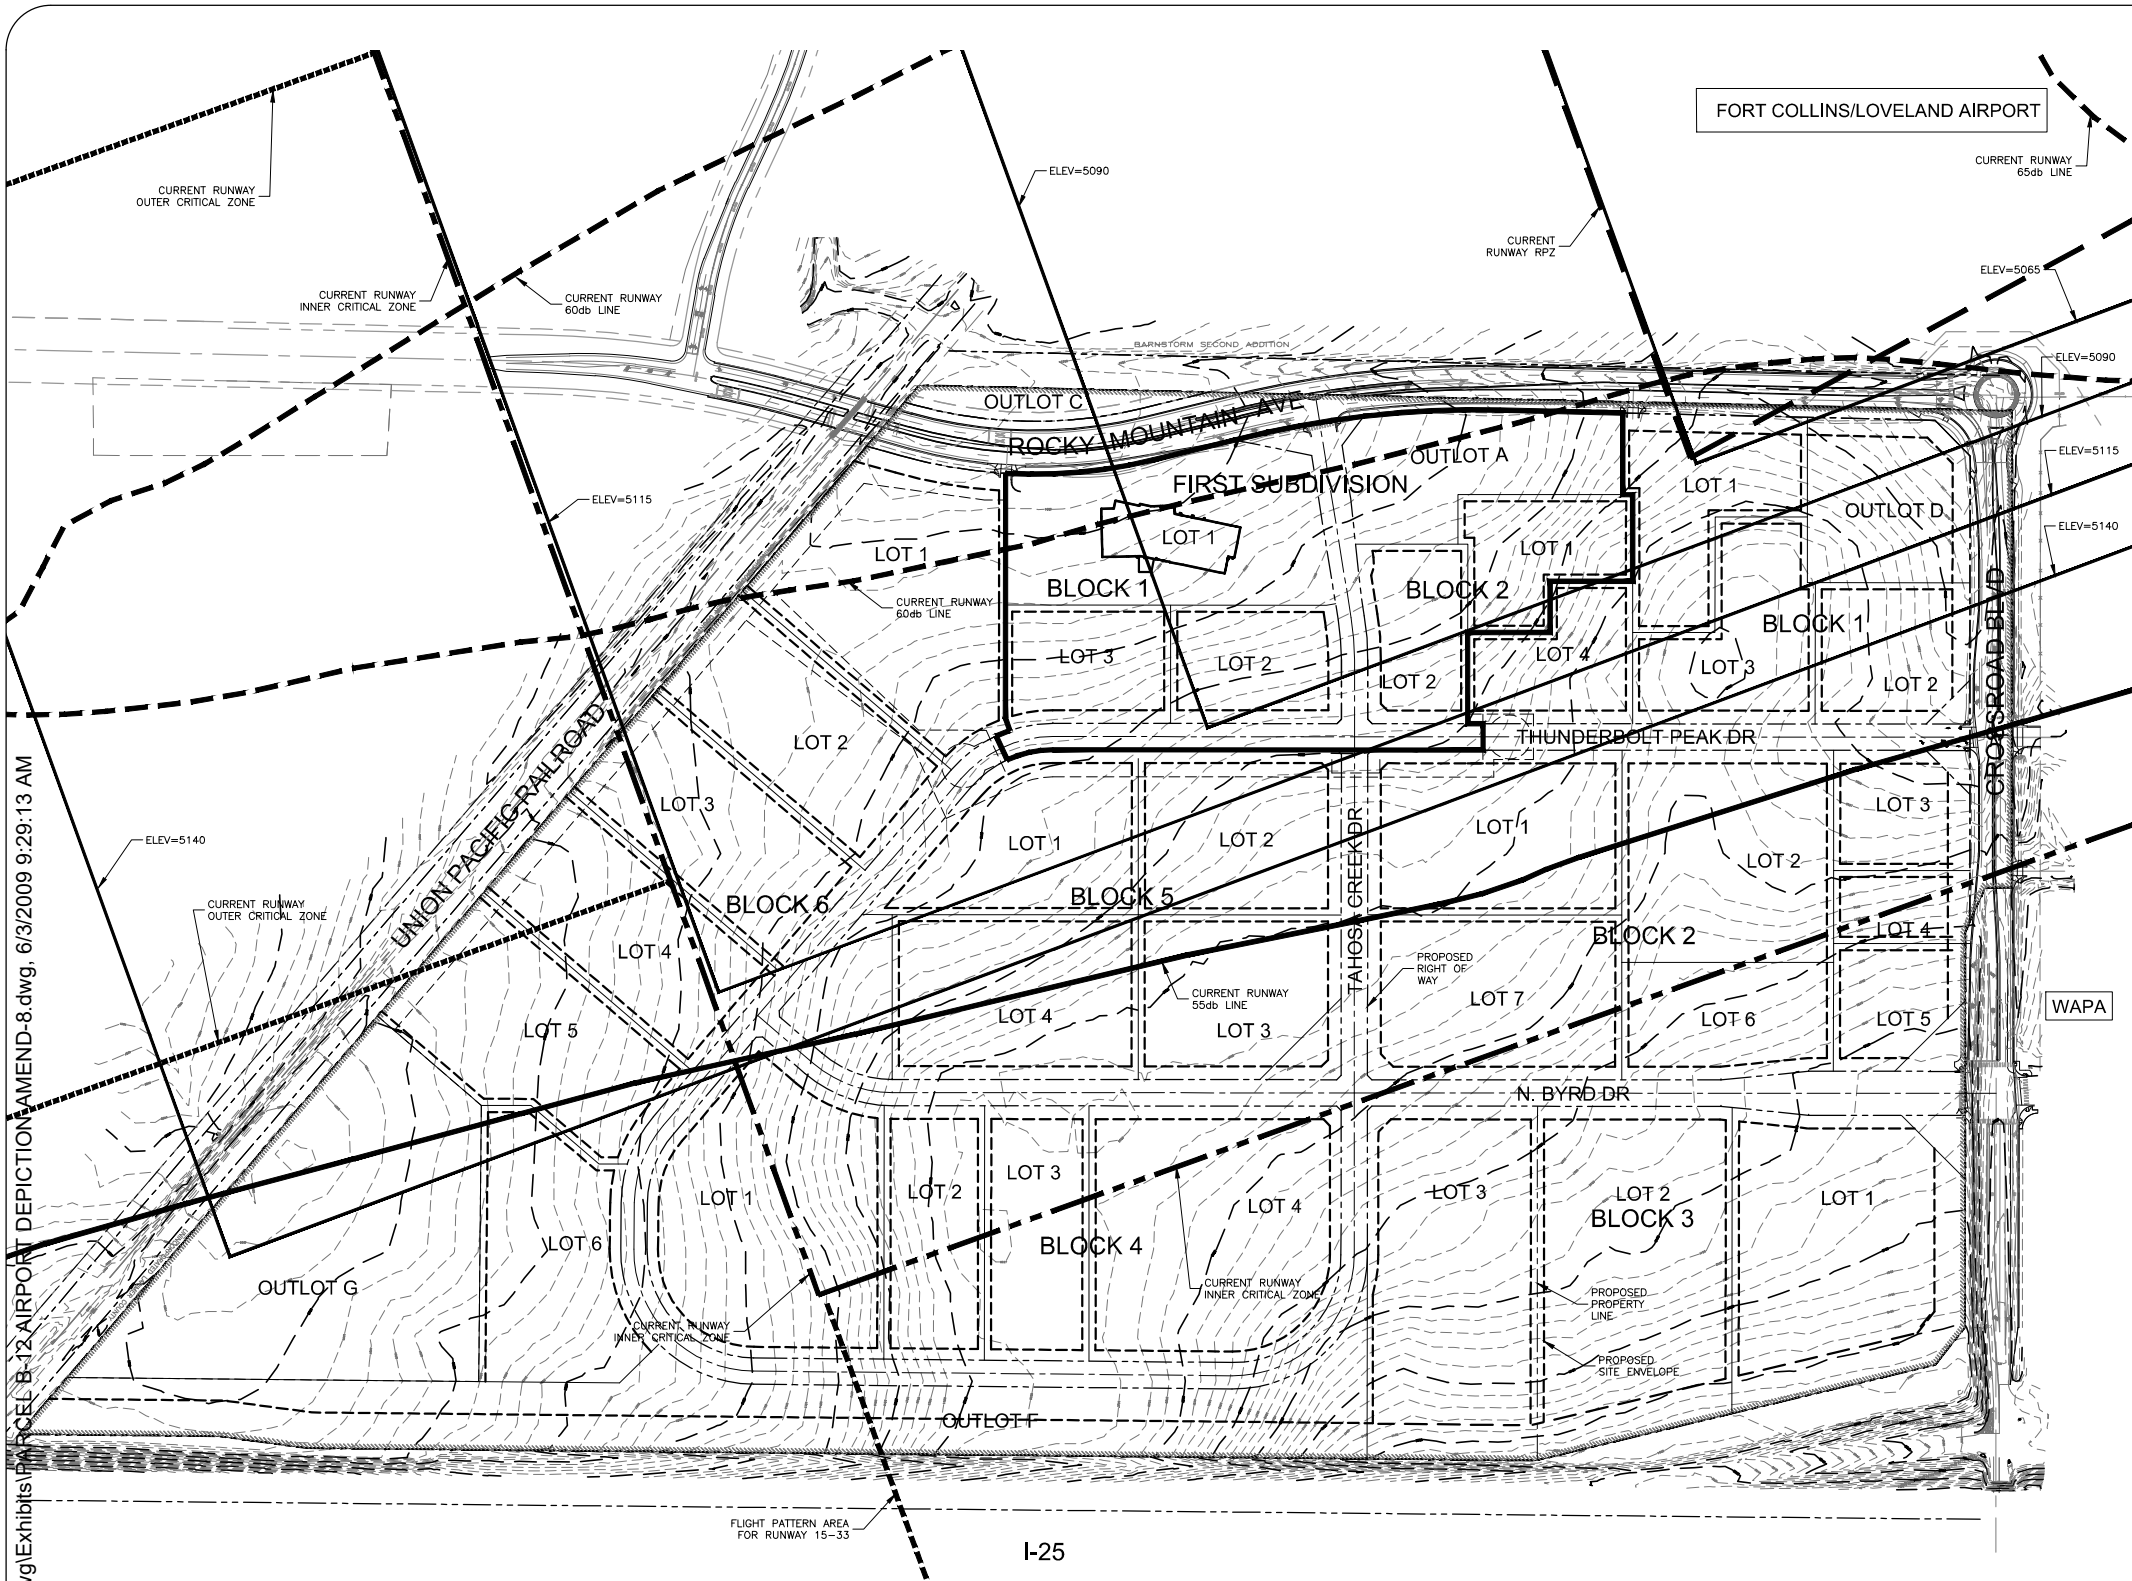 FORT COLLINS/LOVELAND AIRPORT
CURRENT RUNWAY
65db LINE
ELEV=5090
CURRENT RUNWAY
OUTER CRITICAL ZONE
CURRENT
RUNWAY RPZ
ELEV=5065
CURRENT RUNWAY
INNER CRITICAL ZONE
CURRENT RUNWAY
60db LINE
BARNSTORM SECOND ADDITION
ELEV=5090
OUTLOT C
ROCKY MOUNTAIN AVE
OUTLOT A
ELEV=5115
FIRST SUBDIVISION
LOT 1
ELEV=5115
OUTLOT D
ELEV=5140
LOT 1
LOT 1
LOT 1
BLOCK 1
BLOCK 2
CURRENT RUNWAY
60db LINE
BLOCK 1
CROSSROAD BLVD
LOT 3
LOT 2
LOT 2
LOT 4
LOT 3
LOT 2
UNION PACIFIC RAILROAD
LOT 2
THUNDERBOLT PEAK DR
LOT 3
LOT 3
ELEV=5140
LOT 1
LOT 2
TAHOSA CREEK DR
LOT 1
LOT 2
BLOCK 6
BLOCK 5
CURRENT RUNWAY
OUTER CRITICAL ZONE
LOT 4
BLOCK 2
LOT 4
PROPOSED
RIGHT OF
WAY
CURRENT RUNWAY
55db LINE
LOT 7
LOT 5
LOT 4
LOT 3
LOT 6
LOT 5
WAPA
N. BYRD DR
LOT 1
LOT 2
LOT 3
LOT 4
LOT 3
LOT 2
BLOCK 3
LOT 1
LOT 6
BLOCK 4
OUTLOT G
CURRENT RUNWAY
INNER CRITICAL ZONE
PROPOSED
PROPERTY
LINE
CURRENT RUNWAY
INNER CRITICAL ZONE
PROPOSED
SITE ENVELOPE
OUTLOT F
FLIGHT PATTERN AREA
FOR RUNWAY 15-33
I-25
wg\Exhibits\PARCEL B-12 AIRPORT DEPICTION AMEND-8.dwg, 6/3/2009 9:29:13 AM